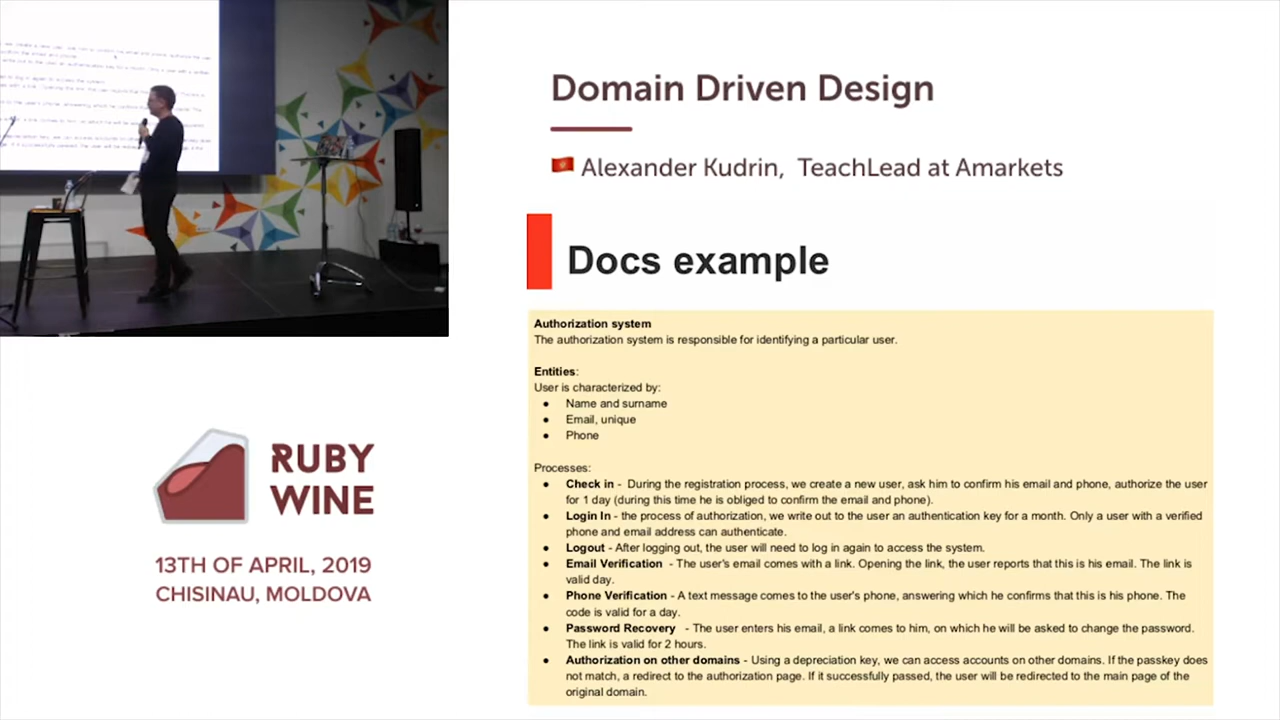 Domain Driven Design
Alexander Kudrin, TeachLead at Amarkets
Docs example
Authorization system
The authorization system is responsible for identifying a particular user.
Entities:
User is characterized by:
● Name and surname
● Email, unique
● Phone
Processes:
● Check in - During the registration process, we create a new user, ask him to confirm his email and phone, authorize the user
for 1 day (during this time he is obliged to confirm the email and phone).
● Login In - the process of authorization, we write out to the user an authentication key for a month. Only a user with a verified
phone and email address can authenticate.
● Logout - After logging out, the user will need to log in again to access the system.
● Email Verification - The user's email comes with a link. Opening the link, the user reports that this is his email. The link is
valid day.
● Phone Verification - A text message comes to the user's phone, answering which he confirms that this is his phone. The
code is valid for a day.
● Password Recovery - The user enters his email, a link comes to him, on which he will be asked to change the password.
The link is valid for 2 hours.
● Authorization on other domains - Using a depreciation key, we can access accounts on other domains. If the passkey does
not match, a redirect to the authorization page. If it successfully passed, the user will be redirected to the main page of the
original domain.
RUBY
WINE
13TH OF APRIL, 2019
CHISINAU, MOLDOVA